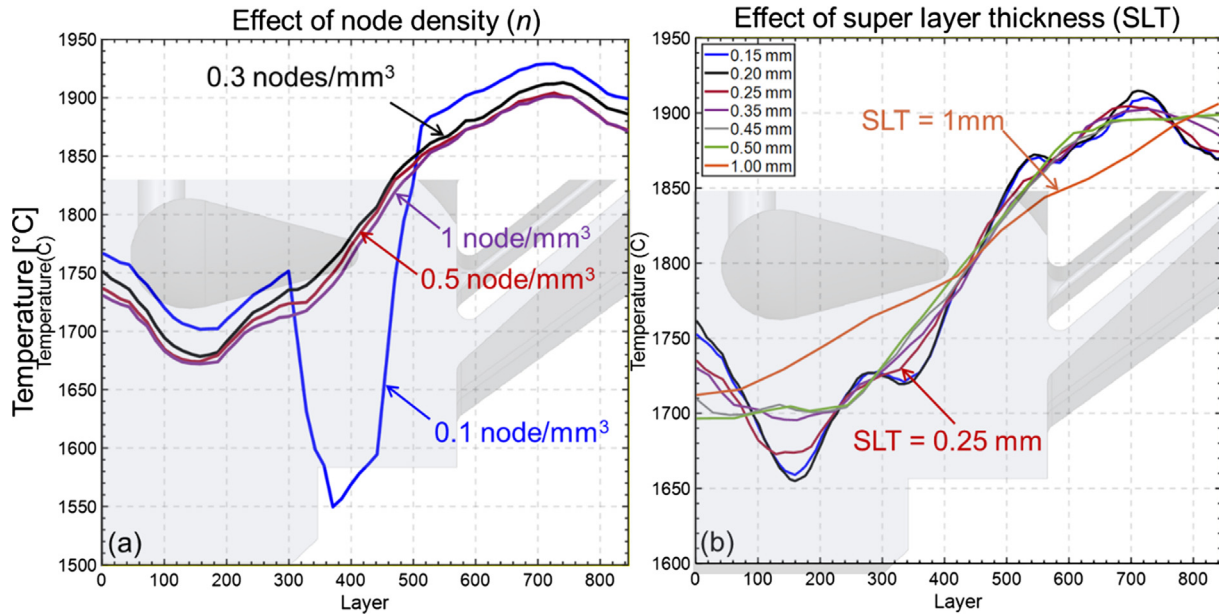 Effect of node density (n)
Temperature [°C]
Temperature(C)
1950
1900
1850
1800
1750
1700
1650
1600
1550
1500
0.3 nodes/mm³
1 node/mm³
0.5 node/mm³
0.1 node/mm³
(a)
0 100 200 300 400 500 600 700 800
Layer
Effect of super layer thickness (SLT)
Temperature (C)
1950
1900
1850
1800
1750
1700
1650
1600
0.15 mm
0.20 mm
0.25 mm
0.35 mm
0.45 mm
0.50 mm
1.00 mm
SLT = 1mm
SLT = 0.25 mm
(b)
0 100 200 300 400 500 600 700 800
Layer